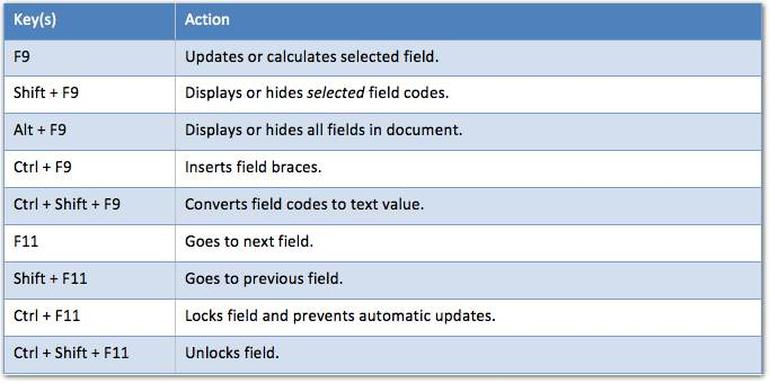 Key(s) Action
F9 Updates or calculates selected field.
Shift + F9 Displays or hides selected field codes.
Alt + F9 Displays or hides all fields in document.
Ctrl + F9 Inserts field braces.
Ctrl + Shift + F9 Converts field codes to text value.
F11 Goes to next field.
Shift + F11 Goes to previous field.
Ctrl + F11 Locks field and prevents automatic updates.
Ctrl + Shift + F11 Unlocks field.